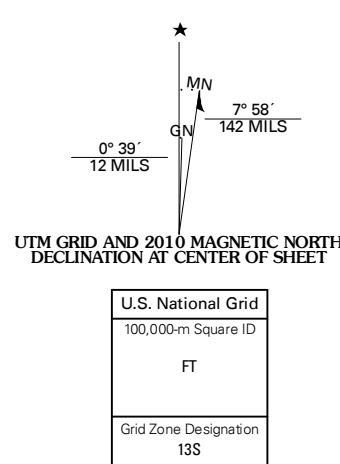 ★
MN
7° 58´
142 MILS
GN
0° 39´
12 MILS
UTM GRID AND 2010 MAGNETIC NORTH
DECLINATION AT CENTER OF SHEET
U.S. National Grid
100,000-m Square ID
FT
Grid Zone Designation
13S